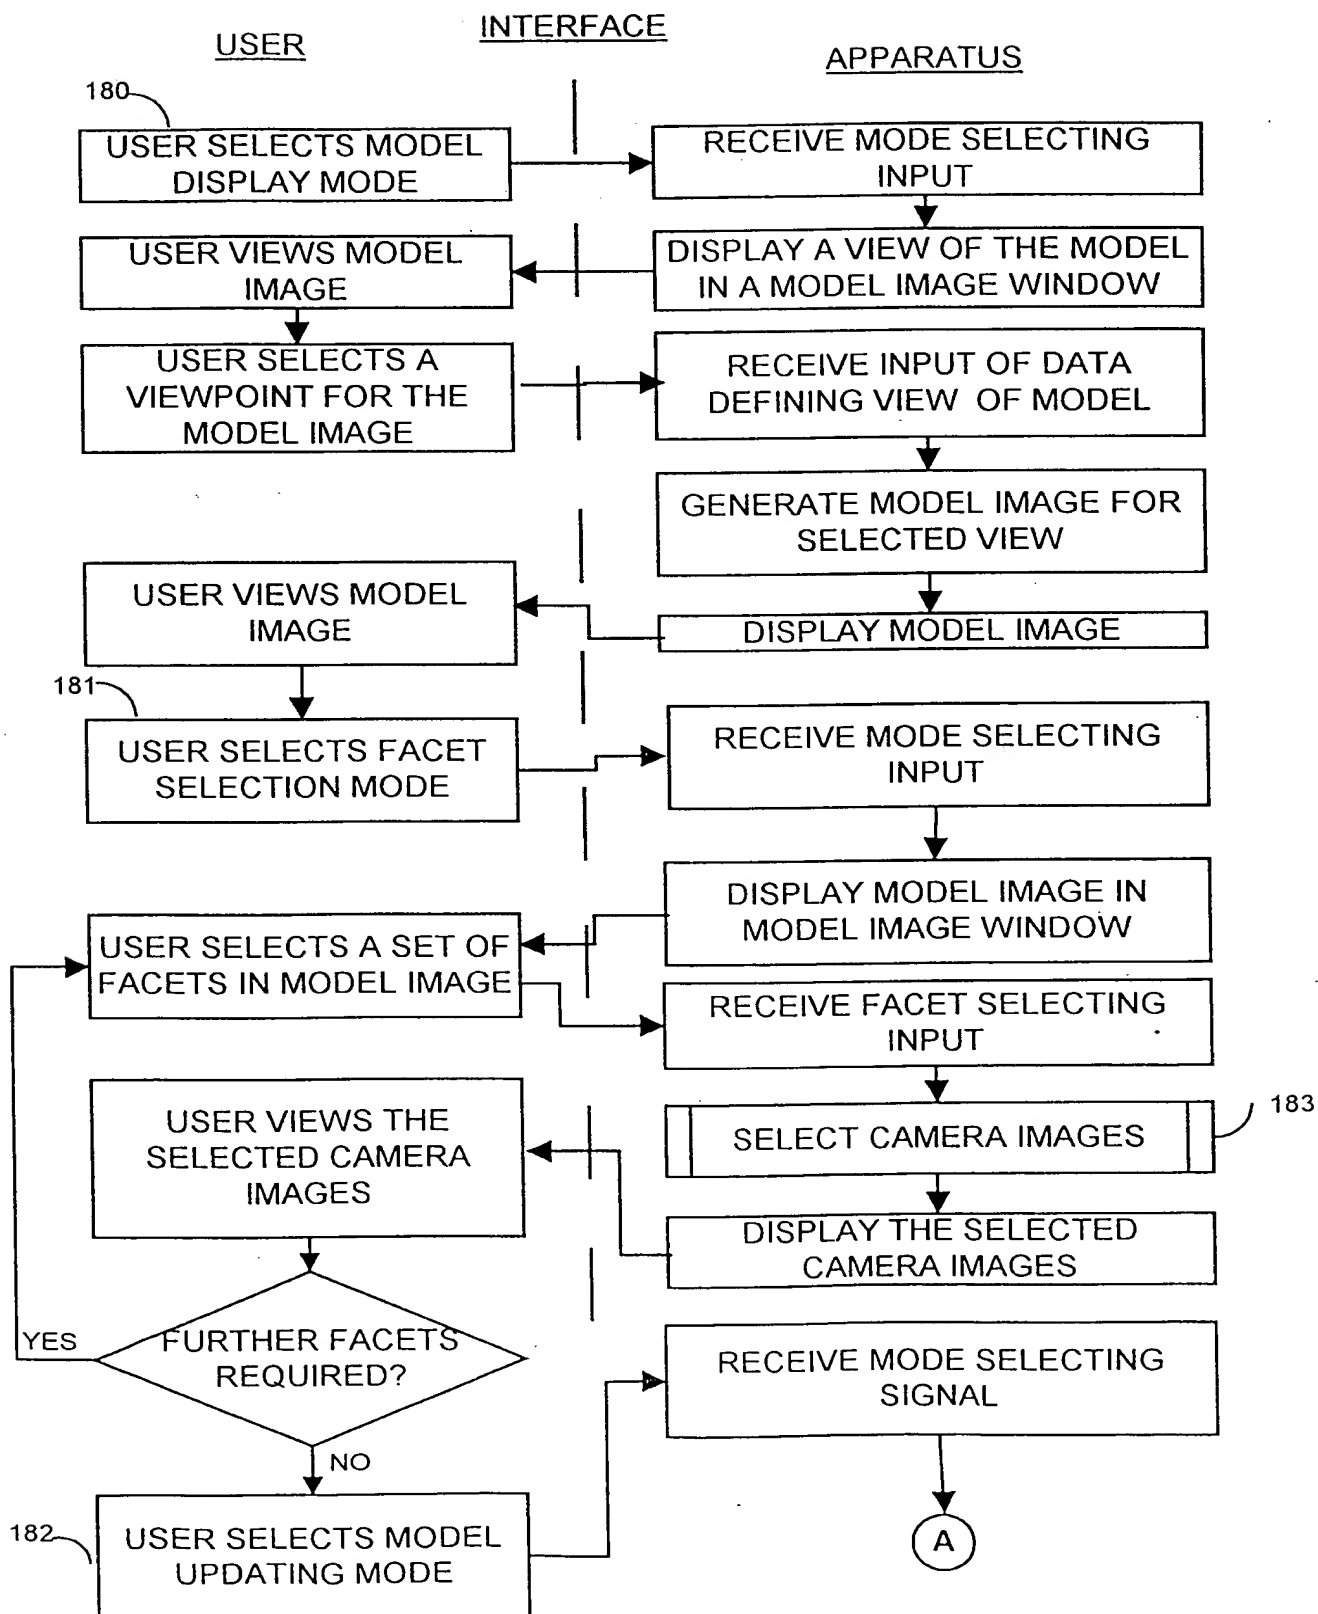 USER
INTERFACE
APPARATUS
180
USER SELECTS MODEL
DISPLAY MODE
RECEIVE MODE SELECTING
INPUT
USER VIEWS MODEL
IMAGE
DISPLAY A VIEW OF THE MODEL
IN A MODEL IMAGE WINDOW
USER SELECTS A
VIEWPOINT FOR THE
MODEL IMAGE
RECEIVE INPUT OF DATA
DEFINING VIEW OF MODEL
GENERATE MODEL IMAGE FOR
SELECTED VIEW
USER VIEWS MODEL
IMAGE
DISPLAY MODEL IMAGE
181
USER SELECTS FACET
SELECTION MODE
RECEIVE MODE SELECTING
INPUT
DISPLAY MODEL IMAGE IN
MODEL IMAGE WINDOW
USER SELECTS A SET OF
FACETS IN MODEL IMAGE
RECEIVE FACET SELECTING
INPUT
USER VIEWS THE
SELECTED CAMERA
IMAGES
SELECT CAMERA IMAGES
183
DISPLAY THE SELECTED
CAMERA IMAGES
YES
FURTHER FACETS
REQUIRED?
RECEIVE MODE SELECTING
SIGNAL
NO
182
USER SELECTS MODEL
UPDATING MODE
A